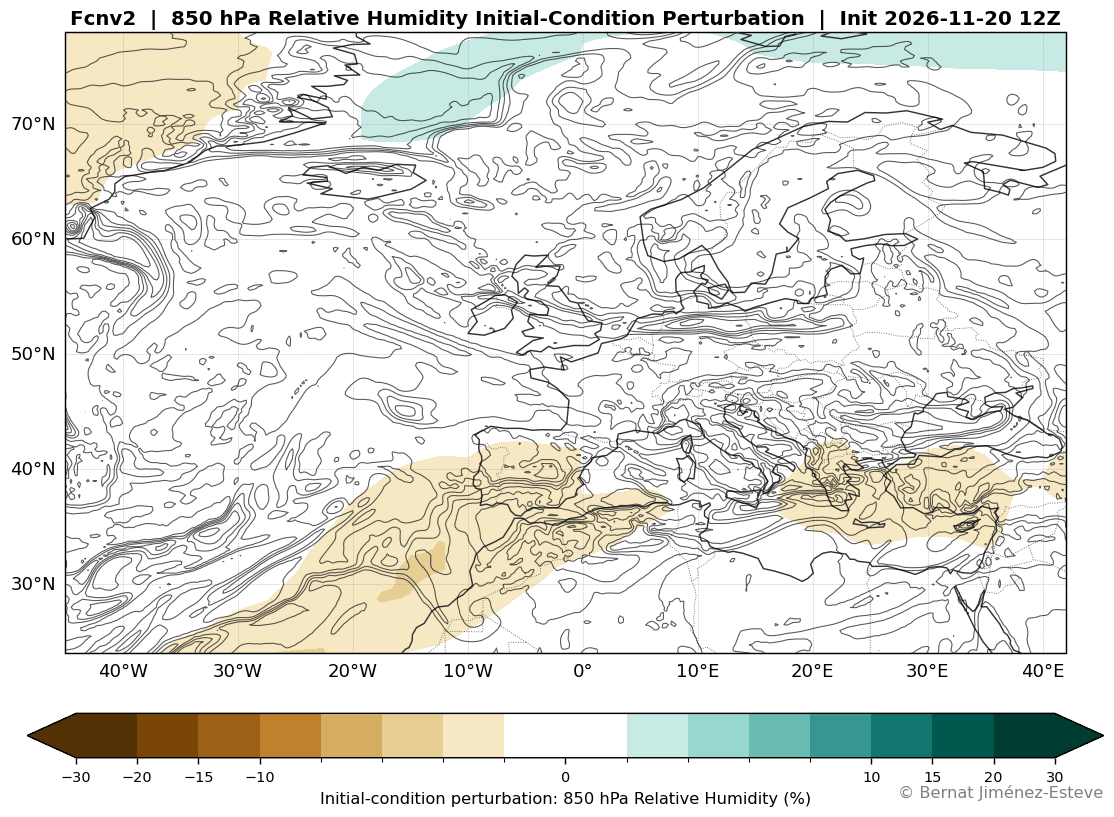 Fcnv2 | 850 hPa Relative Humidity Initial-Condition Perturbation | Init 2026-11-20 12Z
70°N
60°N
50°N
40°N
30°N
40°W 30°W 20°W 10°W 0° 10°E 20°E 30°E 40°E
−30 −20 −15 −10 0 10 15 20 30
Initial-condition perturbation: 850 hPa Relative Humidity (%)
© Bernat Jiménez-Esteve